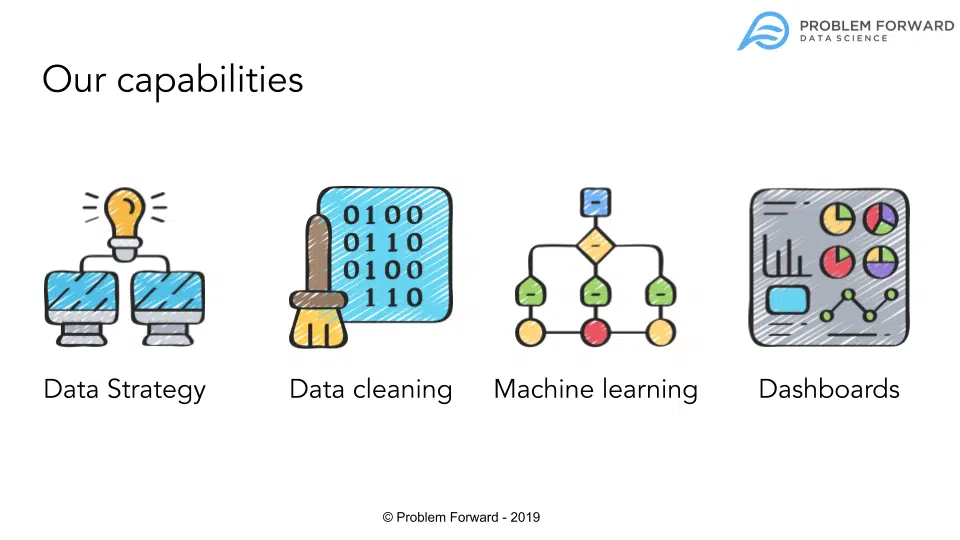 PROBLEM FORWARD
DATA SCIENCE
Our capabilities
0100
0110
0100
110
Data Strategy
Data cleaning
Machine learning
Dashboards
© Problem Forward - 2019